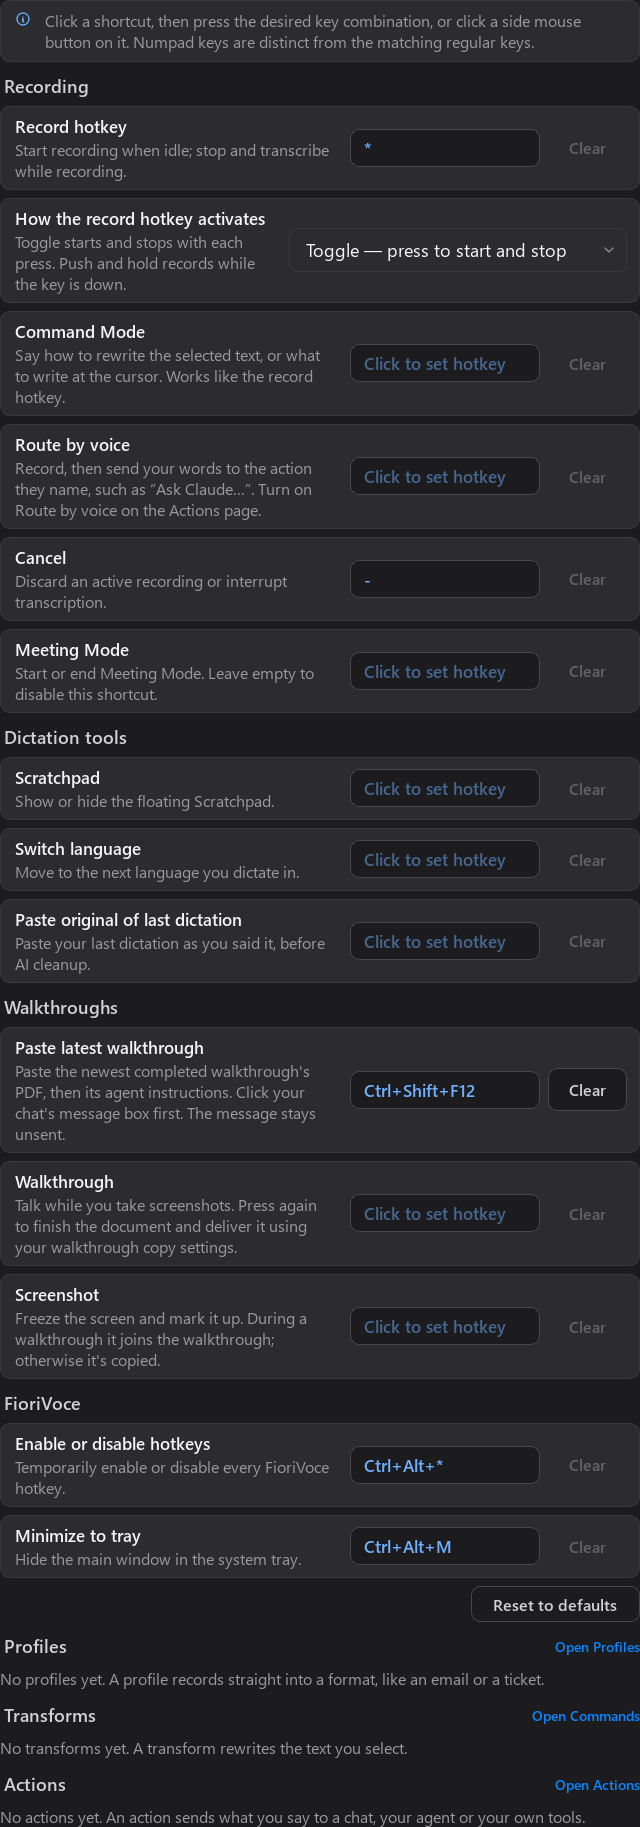 Click a shortcut, then press the desired key combination, or click a side mouse
button on it. Numpad keys are distinct from the matching regular keys.
Recording
Record hotkey
Start recording when idle; stop and transcribe
while recording.
*
Clear
How the record hotkey activates
Toggle starts and stops with each
press. Push and hold records while
the key is down.
Toggle — press to start and stop
Command Mode
Say how to rewrite the selected text, or what
to write at the cursor. Works like the record
hotkey.
Click to set hotkey
Clear
Route by voice
Record, then send your words to the action
they name, such as “Ask Claude…”. Turn on
Route by voice on the Actions page.
Click to set hotkey
Clear
Cancel
Discard an active recording or interrupt
transcription.
-
Clear
Meeting Mode
Start or end Meeting Mode. Leave empty to
disable this shortcut.
Click to set hotkey
Clear
Dictation tools
Scratchpad
Show or hide the floating Scratchpad.
Click to set hotkey
Clear
Switch language
Move to the next language you dictate in.
Click to set hotkey
Clear
Paste original of last dictation
Paste your last dictation as you said it, before
AI cleanup.
Click to set hotkey
Clear
Walkthroughs
Paste latest walkthrough
Paste the newest completed walkthrough's
PDF, then its agent instructions. Click your
chat's message box first. The message stays
unsent.
Ctrl+Shift+F12
Clear
Walkthrough
Talk while you take screenshots. Press again
to finish the document and deliver it using
your walkthrough copy settings.
Click to set hotkey
Clear
Screenshot
Freeze the screen and mark it up. During a
walkthrough it joins the walkthrough;
otherwise it's copied.
Click to set hotkey
Clear
FioriVoce
Enable or disable hotkeys
Temporarily enable or disable every FioriVoce
hotkey.
Ctrl+Alt+*
Clear
Minimize to tray
Hide the main window in the system tray.
Ctrl+Alt+M
Clear
Reset to defaults
Profiles
Open Profiles
No profiles yet. A profile records straight into a format, like an email or a ticket.
Transforms
Open Commands
No transforms yet. A transform rewrites the text you select.
Actions
Open Actions
No actions yet. An action sends what you say to a chat, your agent or your own tools.